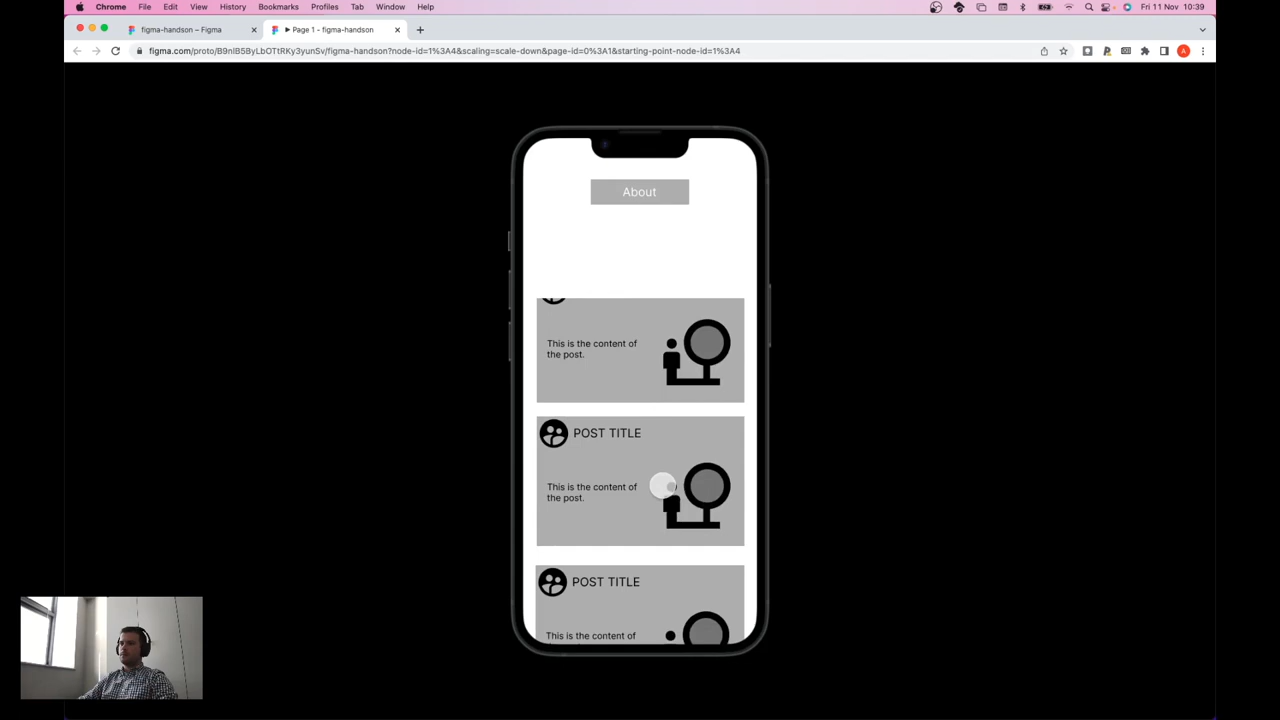 Chrome File Edit View History Bookmarks Profiles Tab Window Help Fri 11 Nov 10:39
figma-handson – Figma Page 1 - figma-handson
figma.com/proto/B9nIB5ByLbOTtRKy3yunSv/figma-handson?node-id=1%3A4&scaling=scale-down&page-id=0%3A1&starting-point-node-id=1%3A4
A
About
This is the content of
the post.
POST TITLE
This is the content of
the post.
POST TITLE
This is the content of